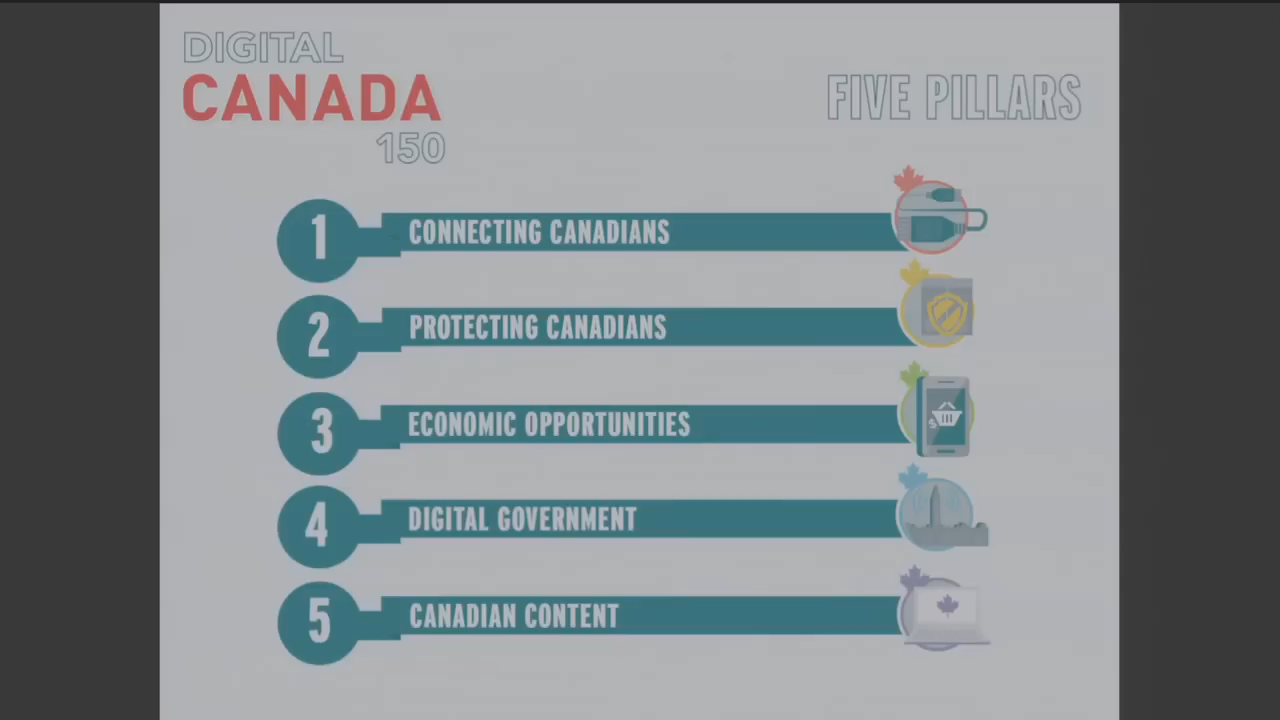 DIGITAL
CANADA
150
FIVE PILLARS
1 CONNECTING CANADIANS
2 PROTECTING CANADIANS
3 ECONOMIC OPPORTUNITIES
$
4 DIGITAL GOVERNMENT
5 CANADIAN CONTENT